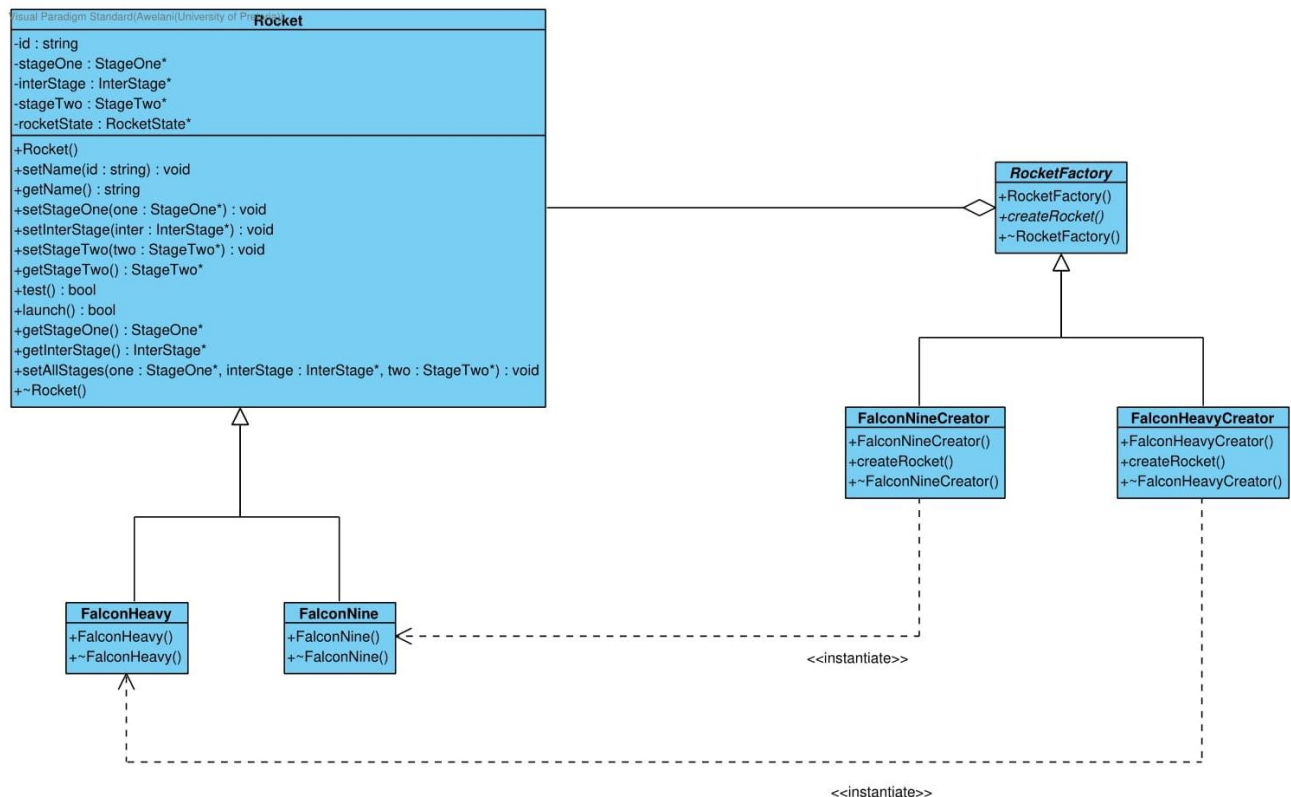 Visual Paradigm Standard(Awelani(University of
Rocket
-id : string
-stageOne : StageOne*
-interStage : InterStage*
-stageTwo : StageTwo*
-rocketState : RocketState*
+Rocket()
+setName(id : string) : void
+getName() : string
+setStageOne(one : StageOne*) : void
+setInterStage(inter : InterStage*) : void
+setStageTwo(two : StageTwo*) : void
+getStageTwo() : StageTwo*
+test() : bool
+launch() : bool
+getStageOne() : StageOne*
+getInterStage() : InterStage*
+setAllStages(one : StageOne*, interStage : InterStage*, two : StageTwo*) : void
+~Rocket()
RocketFactory
+RocketFactory()
+createRocket()
+~RocketFactory()
FalconNineCreator
+FalconNineCreator()
+createRocket()
+~FalconNineCreator()
FalconHeavyCreator
+FalconHeavyCreator()
+createRocket()
+~FalconHeavyCreator()
FalconHeavy
+FalconHeavy()
+~FalconHeavy()
FalconNine
+FalconNine()
+~FalconNine()
<<instantiate>>
<<instantiate>>